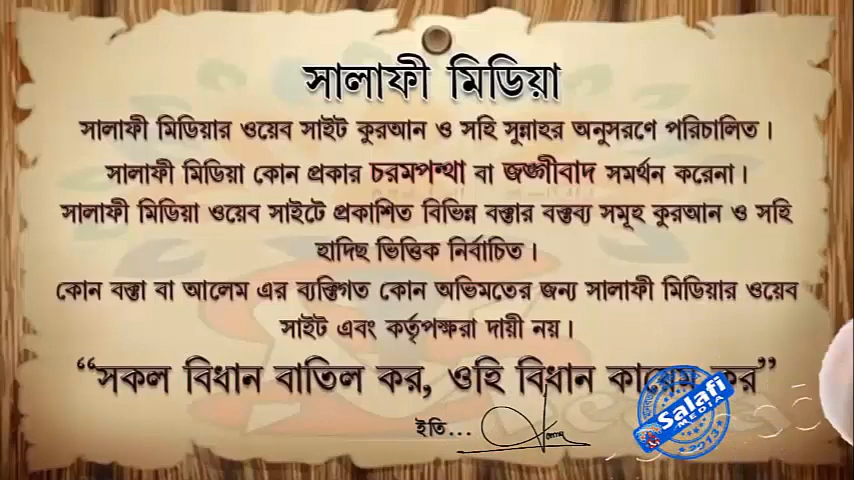 সালাফী মিডিয়া
সালাফী মিডিয়ার ওয়েব সাইট কুরআন ও সহি সুন্নাহর অনুসরণে পরিচালিত।
সালাফী মিডিয়া কোন প্রকার চরমপন্থা বা জঙ্গীবাদ সমর্থন করেনা।
সালাফী মিডিয়া ওয়েব সাইটে প্রকাশিত বিভিন্ন বক্তার বক্তব্য সমূহ কুরআন ও সহি
হাদিছ ভিত্তিক নির্বাচিত।
কোন বক্তা বা আলেম এর ব্যক্তিগত কোন অভিমতের জন্য সালাফী মিডিয়ার ওয়েব
সাইট এবং কর্তৃপক্ষরা দায়ী নয়।
“সকল বিধান বাতিল কর, ওহি বিধান কায়েম কর”
ইতি...
Salafi
MEDIA
2013